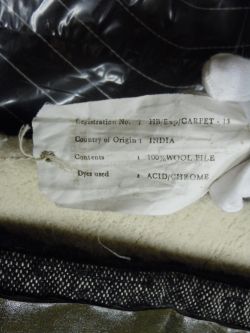 Registration No. : HB/Exp/CARPET - 13
Country of Origin : INDIA
Contents : 100% WOOL PILE
Dyes used : ACID/CHROME